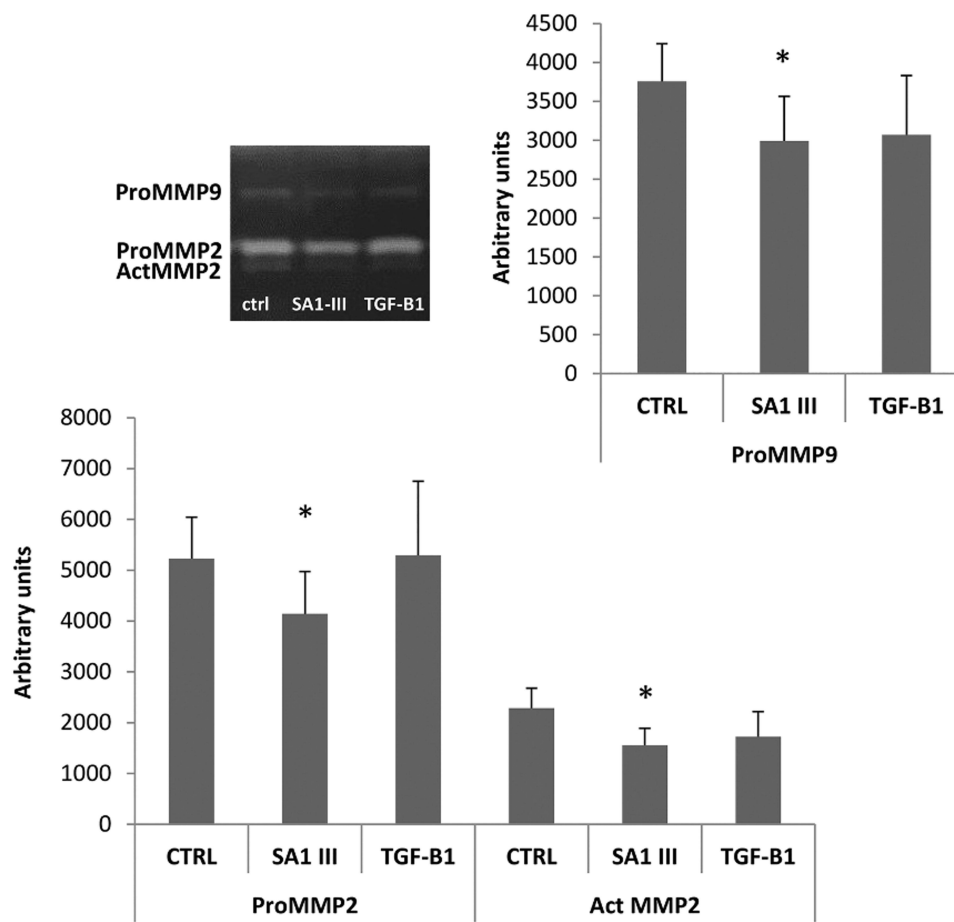 ProMMP9
ProMMP2
ActMMP2
ctrl SA1-III TGF-B1
4500
4000
3500
3000
2500
2000
1500
1000
500
0
Arbitrary units
CTRL SA1 III TGF-B1
ProMMP9
*
8000
7000
6000
5000
4000
3000
2000
1000
0
Arbitrary units
*
*
CTRL SA1 III TGF-B1 CTRL SA1 III TGF-B1
ProMMP2 Act MMP2